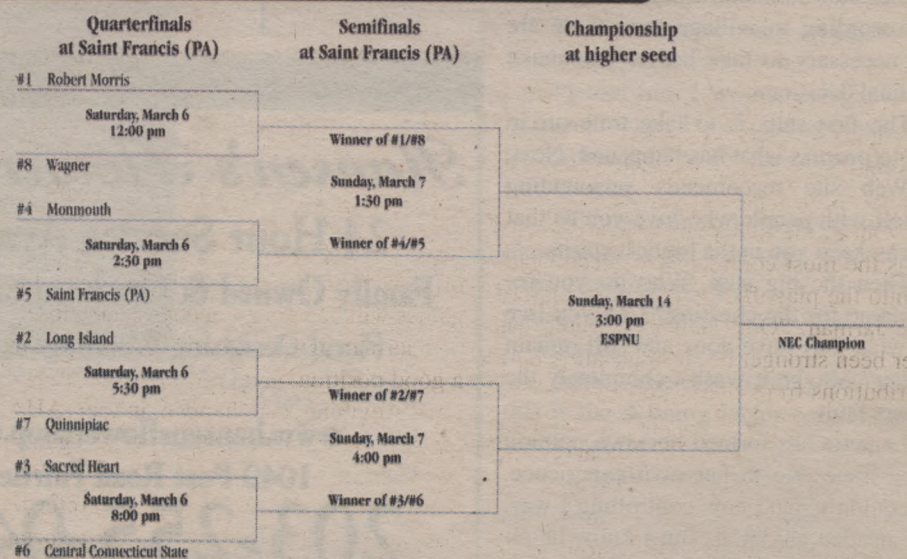 Quarterfinals
at Saint Francis (PA)
Semifinals
at Saint Francis (PA)
Championship
at higher seed
#1 Robert Morris
Saturday, March 6
12:00 pm
#8 Wagner
#4 Monmouth
Saturday, March 6
2:30 pm
#5 Saint Francis (PA)
#2 Long Island
Saturday, March 6
5:30 pm
#7 Quinnipiac
#3 Sacred Heart
Saturday, March 6
8:00 pm
#6 Central Connecticut State
Winner of #1/#8
Sunday, March 7
1:30 pm
Winner of #4/#5
Winner of #2/#7
Sunday, March 7
4:00 pm
Winner of #3/#6
Sunday, March 14
3:00 pm
ESPNU
NEC Champion